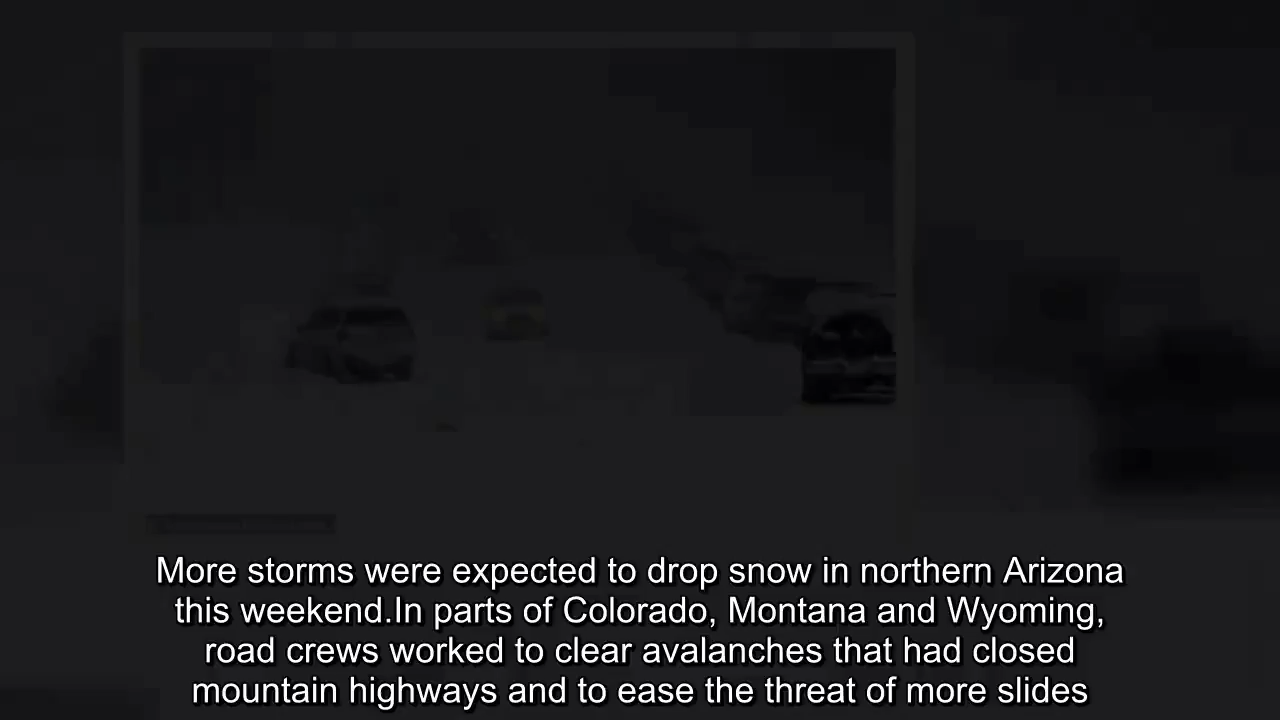 More storms were expected to drop snow in northern Arizona
this weekend.In parts of Colorado, Montana and Wyoming,
road crews worked to clear avalanches that had closed
mountain highways and to ease the threat of more slides